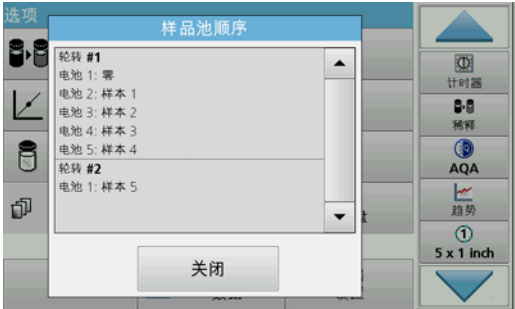 选项
样品池顺序
轮转 #1
电池 1: 零
电池 2: 样本 1
电池 3: 样本 2
电池 4: 样本 3
电池 5: 样本 4
轮转 #2
电池 1: 样本 5
关闭
计时器
稀释
AQA
趋势
1
5 x 1 inch